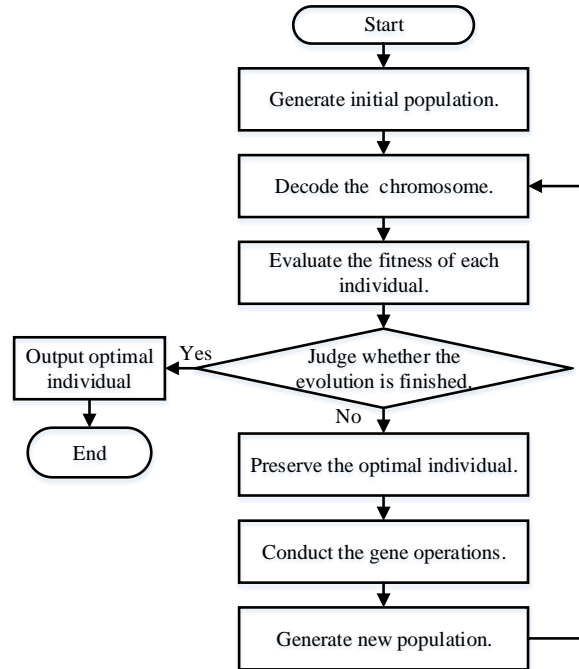 Start
Generate initial population.
Decode the chromosome.
Evaluate the fitness of each
individual.
Judge whether the
evolution is finished.
Yes
Output optimal
individual
End
No
Preserve the optimal individual.
Conduct the gene operations.
Generate new population.